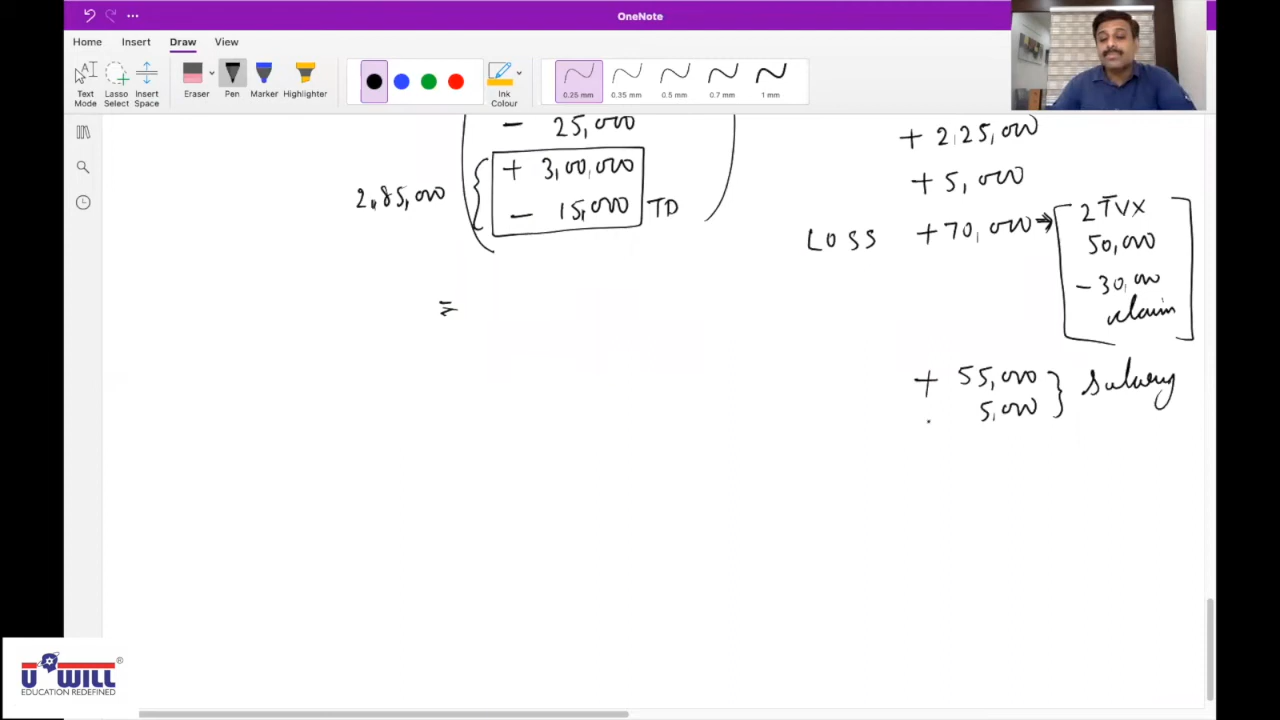 OneNote
Home Insert Draw View
Text Mode
Lasso Select
Insert Space
Eraser
Pen
Marker
Highlighter
Ink Colour
0.25 mm
0.35 mm
0.5 mm
0.7 mm
1 mm
- 25,000
+ 3,00,000
2,85,000
- 15,000 TD
=
+ 2,25,000
+ 5,000
LOSS +70,000
2TVX
50,000
- 30,000
claim
+ 55,000
5,000
salary
U WILL
EDUCATION REDEFINED